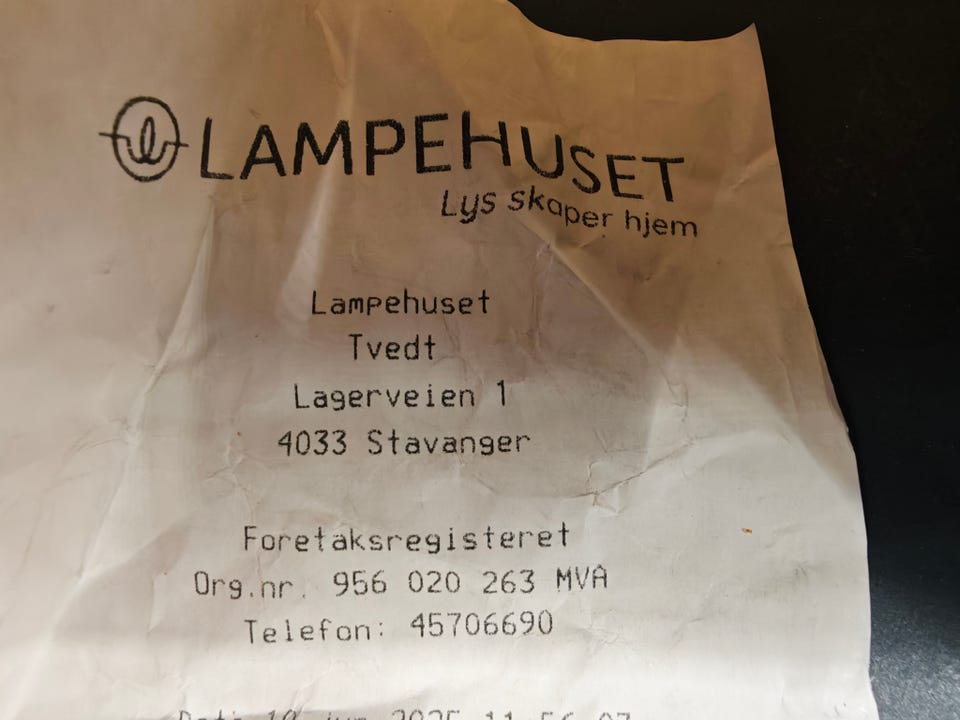 LAMPEHUSET
Lys skaper hjem
Lampehuset
Tvedt
Lagerveien 1
4033 Stavanger
Foretaksregisteret
Org.nr. 956 020 263 MVA
Telefon: 45706690